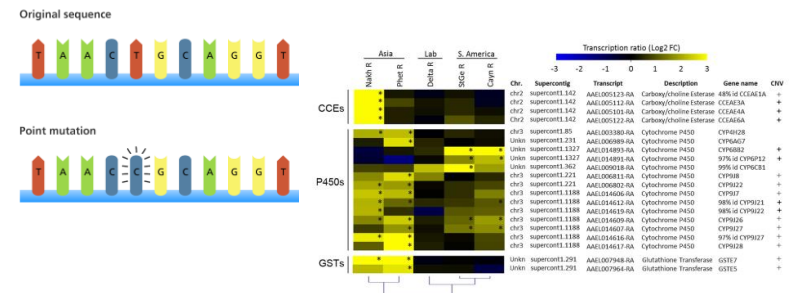 Original sequence
T A A C T G C A G G T
Point mutation
T A A C C G C A G G T
Transcription ratio (Log2 FC)
-3 -2 -1 0 1 2 3
Asia Lab S. America
Nakh R Phet R Delta R StGe R Cayn R Chr. Supercontig Transcript Description Gene name CNV
CCEs
chr2 supercont1.142 AAEL005123-RA Carboxy/choline Esterase 48% id CCEAE1A +
chr2 supercont1.142 AAEL005112-RA Carboxy/choline Esterase CCEAE3A +
chr2 supercont1.142 AAEL005101-RA Carboxy/choline Esterase CCEAE4A +
chr2 supercont1.142 AAEL005122-RA Carboxy/choline Esterase CCEAE6A +
P450s
chr3 supercont1.85 AAEL003380-RA Cytochrome P450 CYP4H28
Unkn supercont1.231 AAEL006989-RA Cytochrome P450 CYP6AG7
Unkn supercont1.1327 AAEL014893-RA Cytochrome P450 CYP6BB2 +
Unkn supercont1.1327 AAEL014891-RA Cytochrome P450 97% id CYP6P12 +
Unkn supercont1.362 AAEL009018-RA Cytochrome P450 99% id CYP6CB1
chr3 supercont1.221 AAEL006811-RA Cytochrome P450 CYP9J8 +
chr3 supercont1.221 AAEL006802-RA Cytochrome P450 CYP9J22 +
chr3 supercont1.1188 AAEL014606-RA Cytochrome P450 CYP9J7 +
chr3 supercont1.1188 AAEL014612-RA Cytochrome P450 98% id CYP9J21 +
chr3 supercont1.1188 AAEL014619-RA Cytochrome P450 98% id CYP9J22 +
chr3 supercont1.1188 AAEL014609-RA Cytochrome P450 CYP9J26 +
chr3 supercont1.1188 AAEL014607-RA Cytochrome P450 CYP9J27 +
chr3 supercont1.1188 AAEL014616-RA Cytochrome P450 97% id CYP9J27 +
chr3 supercont1.1188 AAEL014617-RA Cytochrome P450 CYP9J28 +
GSTs
Unkn supercont1.291 AAEL007948-RA Glutathione Transferase GSTE7 +
Unkn supercont1.291 AAEL007964-RA Glutathione Transferase GSTE5 +